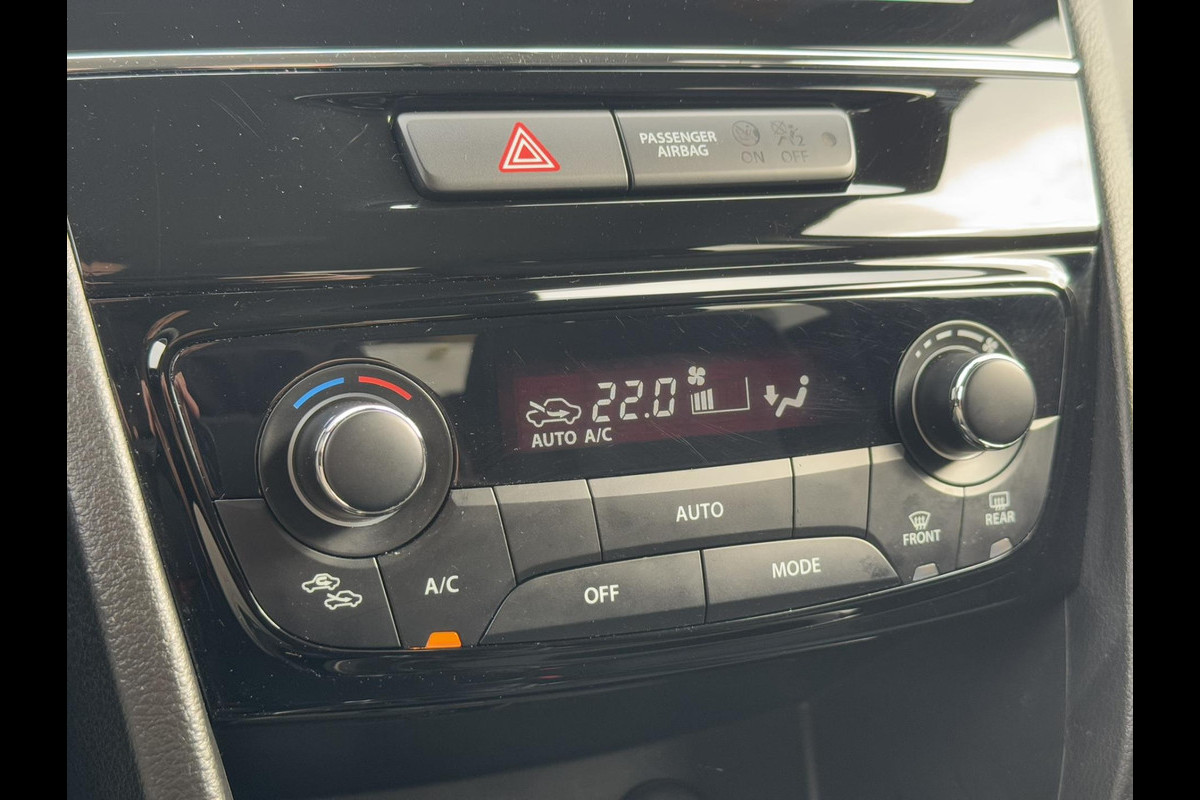 PASSENGER
AIRBAG
ON OFF
22.0
AUTO A/C
AUTO
FRONT
REAR
A/C
OFF
MODE